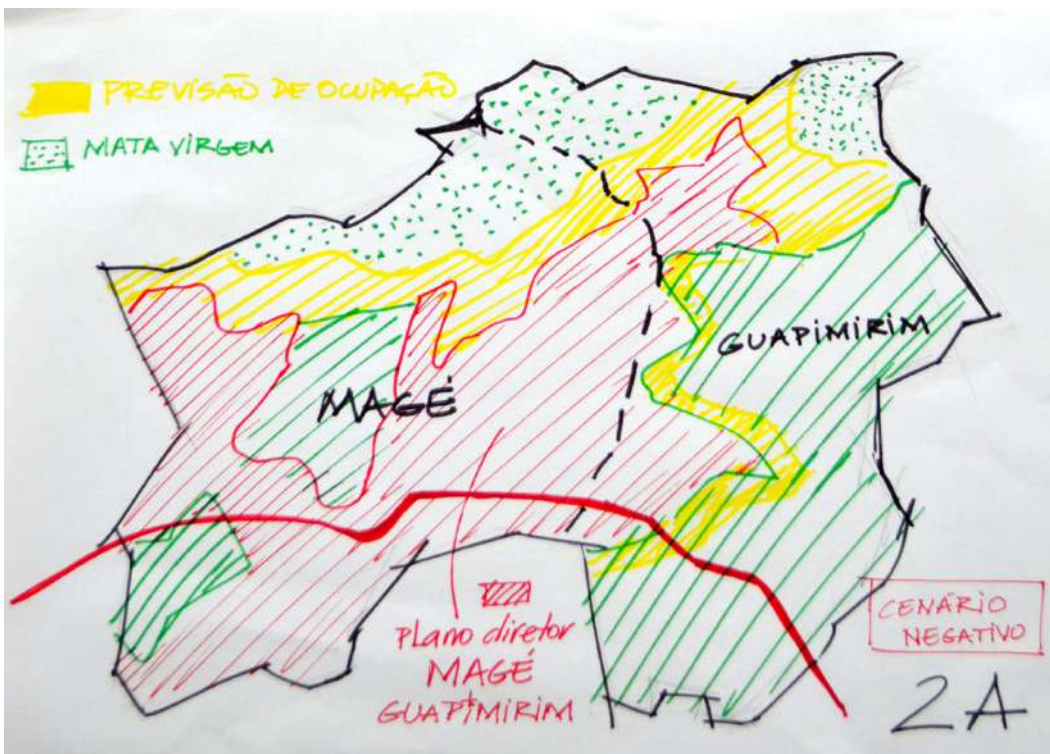 PREVISÃO DE OCUPAÇÃO
MATA VIRGEM
MAGÉ
GUAPIMIRIM
Plano diretor
MAGÉ
+
GUAPIMIRIM
CENÁRIO
NEGATIVO
2A